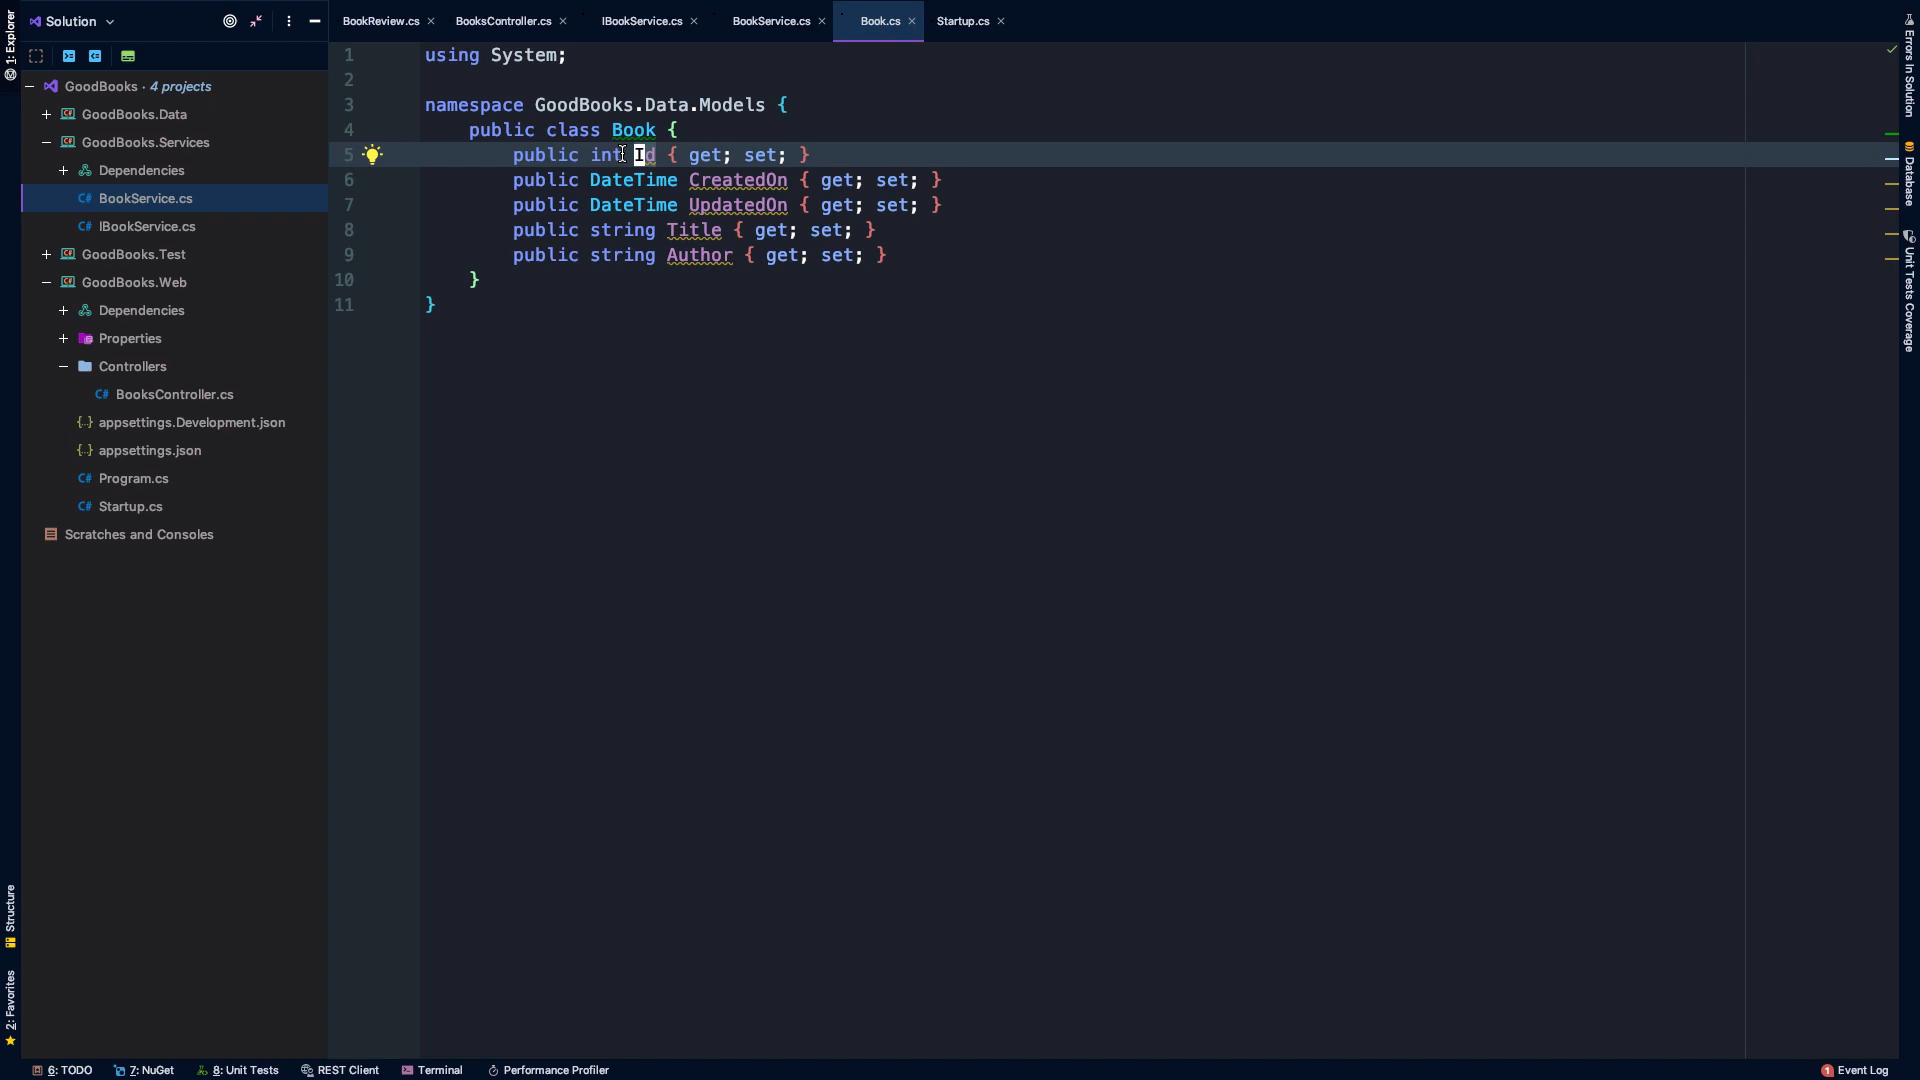 1: Explorer
Solution
BookReview.cs
BooksController.cs
IBookService.cs
BookService.cs
Book.cs
Startup.cs
GoodBooks · 4 projects
GoodBooks.Data
GoodBooks.Services
Dependencies
BookService.cs
IBookService.cs
GoodBooks.Test
GoodBooks.Web
Dependencies
Properties
Controllers
BooksController.cs
appsettings.Development.json
appsettings.json
Program.cs
Startup.cs
Scratches and Consoles
Structure
2: Favorites
1 using System;
2
3 namespace GoodBooks.Data.Models {
4 public class Book {
5 public int Id { get; set; }
6 public DateTime CreatedOn { get; set; }
7 public DateTime UpdatedOn { get; set; }
8 public string Title { get; set; }
9 public string Author { get; set; }
10 }
11 }
Errors In Solution
Database
Unit Tests Coverage
6: TODO
7: NuGet
8: Unit Tests
REST Client
Terminal
Performance Profiler
1 Event Log